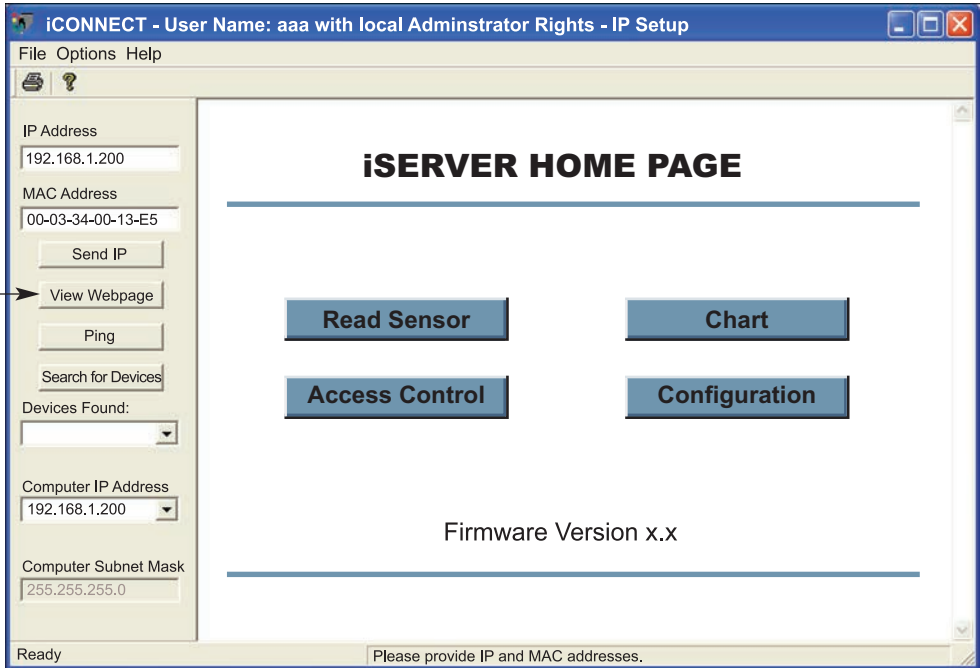 iCONNECT - User Name: aaa with local Adminstrator Rights - IP Setup
File Options Help
IP Address
192.168.1.200
MAC Address
00-03-34-00-13-E5
Send IP
View Webpage
Ping
Search for Devices
Devices Found:
Computer IP Address
192.168.1.200
Computer Subnet Mask
255.255.255.0
iSERVER HOME PAGE
Read Sensor
Chart
Access Control
Configuration
Firmware Version x.x
Ready
Please provide IP and MAC addresses.